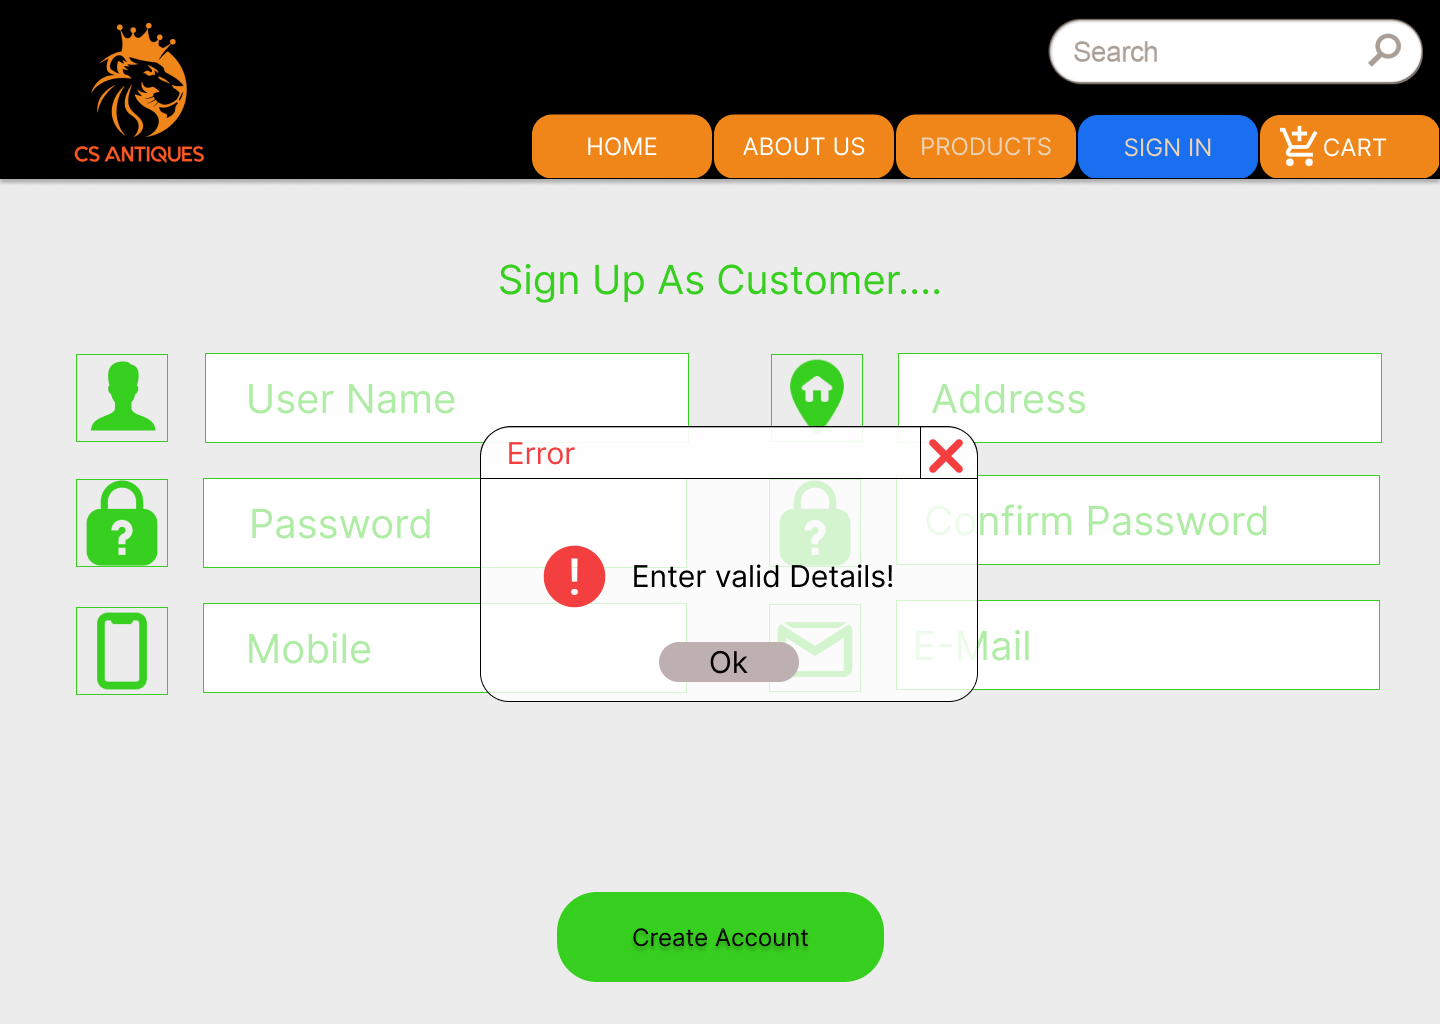 Search
CS ANTIQUES
HOME
ABOUT US
PRODUCTS
SIGN IN
CART
Sign Up As Customer....
User Name
Address
Error
Password
Confirm Password
Enter valid Details!
Mobile
E-Mail
Ok
Create Account